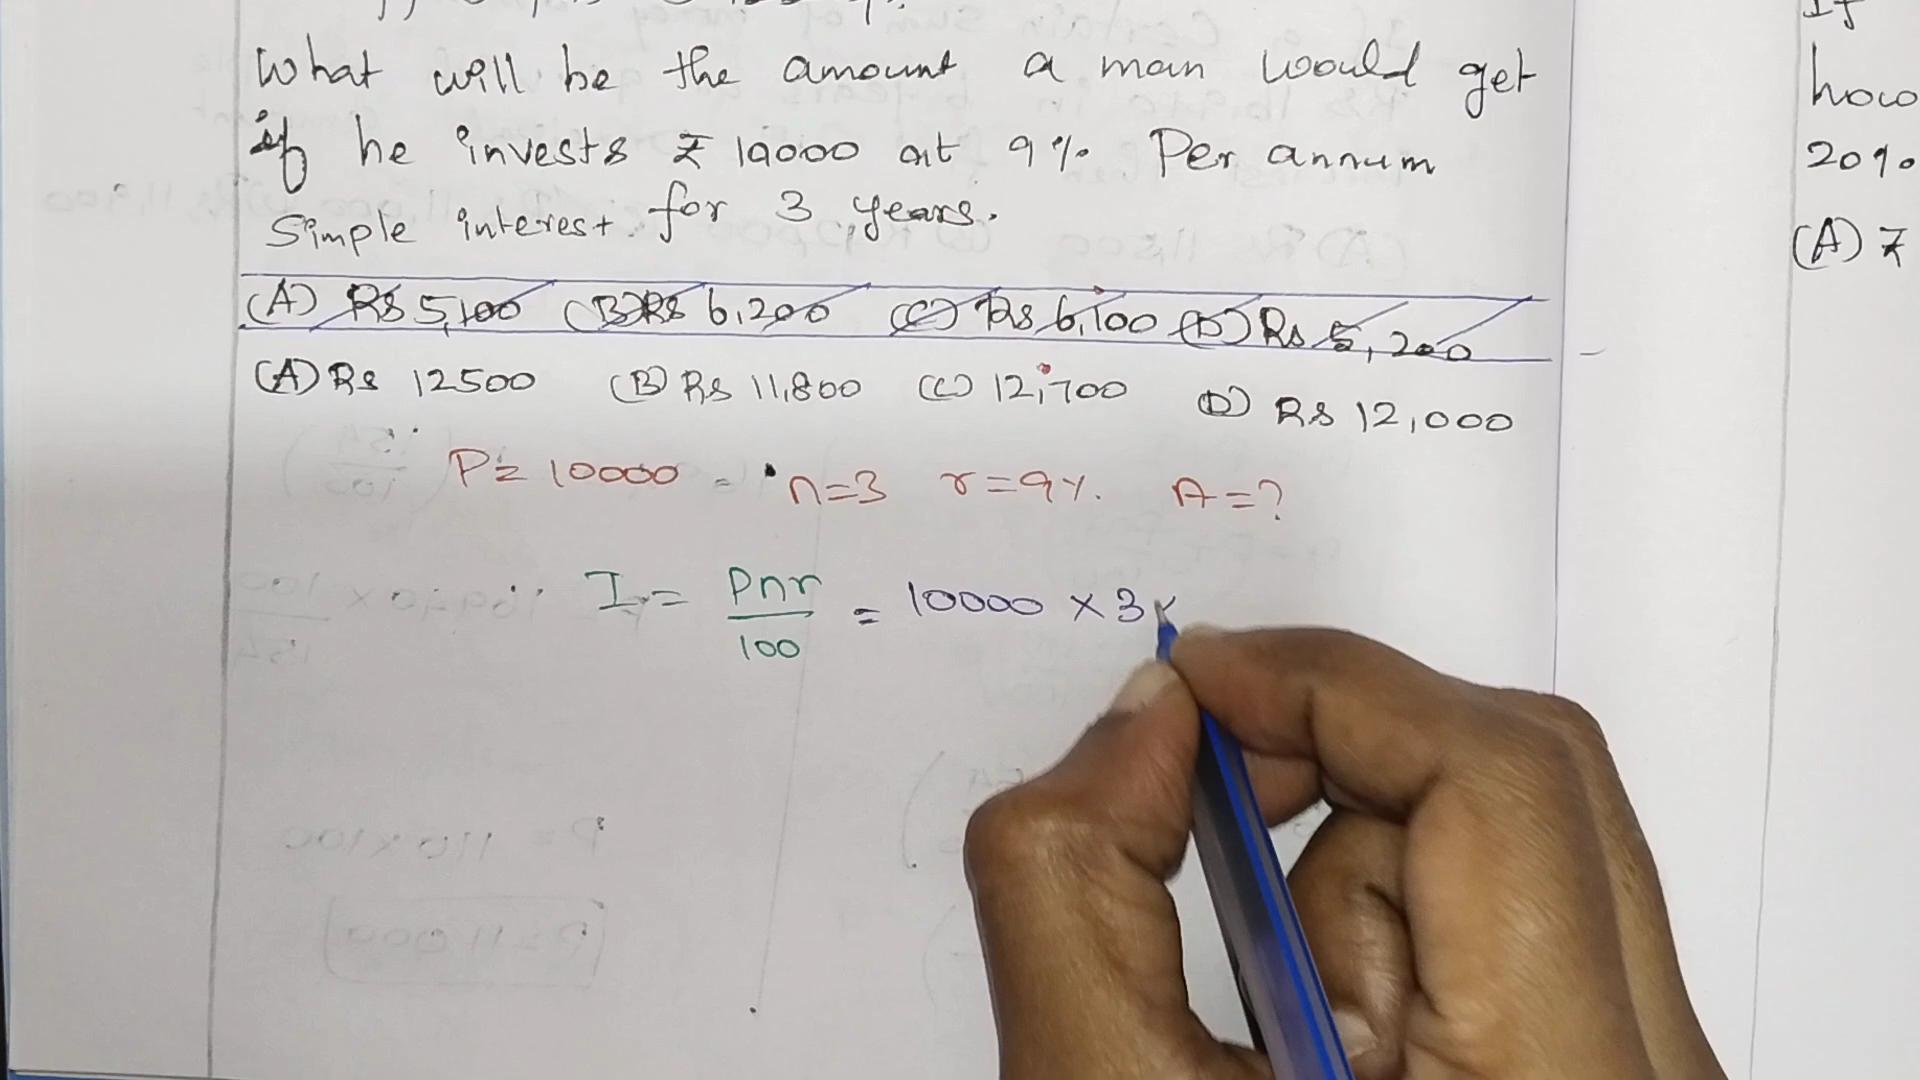 What will be the amount a man would get
if he invests ₹ 10000 at 9% Per annum
Simple interest for 3 years.
(A) Rs 5,100 (B) Rs 6,200 (C) Rs 6,100 (D) Rs 5,200
(A) Rs 12500 (B) Rs 11,800 (C) 12,700 (D) Rs 12,000
P = 10000 n=3 r=9%. A=?
I = Pnr/100 = 10000 × 3 ×
If
how
20%
(A) ₹